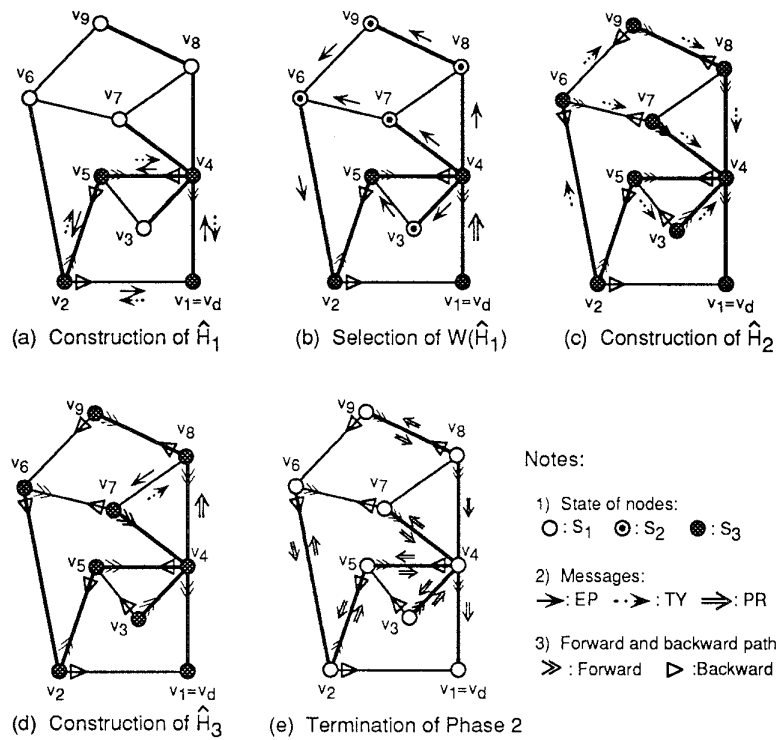 v9
v8
v6
v7
v5
v4
v3
v2
v1=vd
(a) Construction of Ĥ1
v9
v8
v6
v7
v5
v4
v3
v2
v1=vd
(b) Selection of W(Ĥ1)
v9
v8
v6
v7
v5
v4
v3
v2
v1=vd
(c) Construction of Ĥ2
v9
v8
v6
v7
v5
v4
v3
v2
v1=vd
(d) Construction of Ĥ3
v9
v8
v6
v7
v5
v4
v3
v2
v1=vd
(e) Termination of Phase 2
Notes:
1) State of nodes:
: S1 : S2 : S3
2) Messages:
: EP : TY : PR
3) Forward and backward path
: Forward :Backward